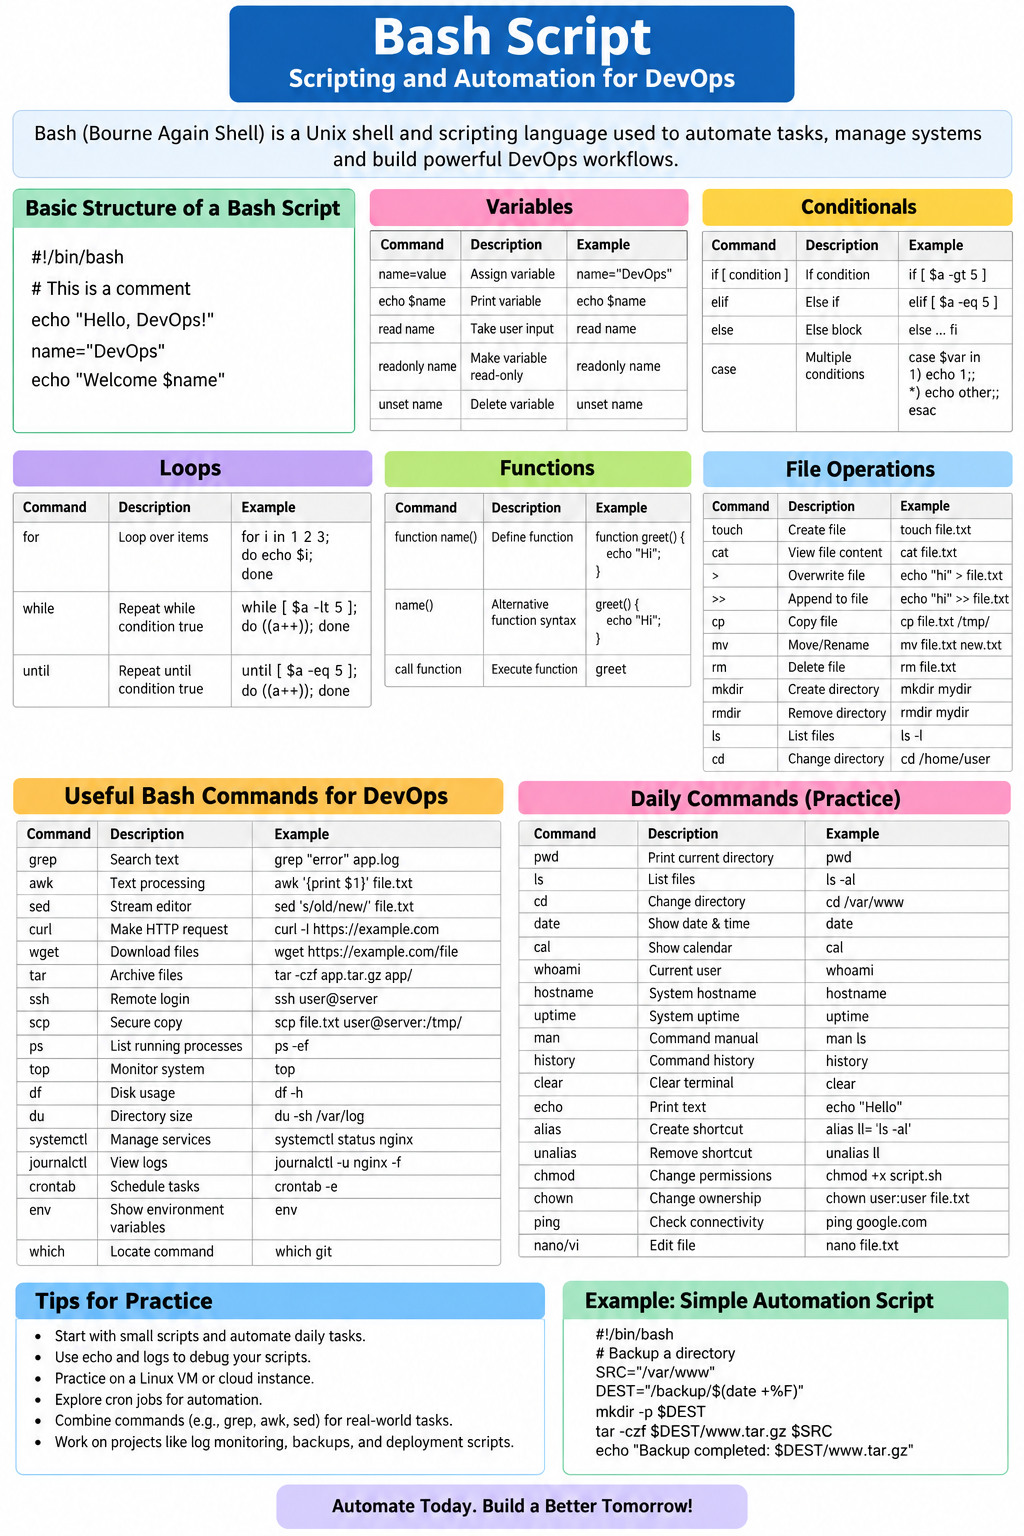 Bash Script
Scripting and Automation for DevOps
Bash (Bourne Again Shell) is a Unix shell and scripting language used to automate tasks, manage systems
and build powerful DevOps workflows.
Basic Structure of a Bash Script
#!/bin/bash
# This is a comment
echo "Hello, DevOps!"
name="DevOps"
echo "Welcome $name"
Variables
Command Description Example
name=value Assign variable name="DevOps"
echo $name Print variable echo $name
read name Take user input read name
readonly name Make variable read-only readonly name
unset name Delete variable unset name
Conditionals
Command Description Example
if [ condition ] If condition if [ $a -gt 5 ]
elif Else if elif [ $a -eq 5 ]
else Else block else ... fi
case Multiple conditions case $var in
1) echo 1;;
*) echo other;;
esac
Loops
Command Description Example
for Loop over items for i in 1 2 3;
do echo $i;
done
while Repeat while condition true while [ $a -lt 5 ];
do ((a++)); done
until Repeat until condition true until [ $a -eq 5 ];
do ((a++)); done
Functions
Command Description Example
function name() Define function function greet() {
echo "Hi";
}
name() Alternative function syntax greet() {
echo "Hi";
}
call function Execute function greet
File Operations
Command Description Example
touch Create file touch file.txt
cat View file content cat file.txt
> Overwrite file echo "hi" > file.txt
>> Append to file echo "hi" >> file.txt
cp Copy file cp file.txt /tmp/
mv Move/Rename mv file.txt new.txt
rm Delete file rm file.txt
mkdir Create directory mkdir mydir
rmdir Remove directory rmdir mydir
ls List files ls -l
cd Change directory cd /home/user
Useful Bash Commands for DevOps
Command Description Example
grep Search text grep "error" app.log
awk Text processing awk '{print $1}' file.txt
sed Stream editor sed 's/old/new/' file.txt
curl Make HTTP request curl -I https://example.com
wget Download files wget https://example.com/file
tar Archive files tar -czf app.tar.gz app/
ssh Remote login ssh user@server
scp Secure copy scp file.txt user@server:/tmp/
ps List running processes ps -ef
top Monitor system top
df Disk usage df -h
du Directory size du -sh /var/log
systemctl Manage services systemctl status nginx
journalctl View logs journalctl -u nginx -f
crontab Schedule tasks crontab -e
env Show environment variables env
which Locate command which git
Daily Commands (Practice)
Command Description Example
pwd Print current directory pwd
ls List files ls -al
cd Change directory cd /var/www
date Show date & time date
cal Show calendar cal
whoami Current user whoami
hostname System hostname hostname
uptime System uptime uptime
man Command manual man ls
history Command history history
clear Clear terminal clear
echo Print text echo "Hello"
alias Create shortcut alias ll= 'ls -al'
unalias Remove shortcut unalias ll
chmod Change permissions chmod +x script.sh
chown Change ownership chown user:user file.txt
ping Check connectivity ping google.com
nano/vi Edit file nano file.txt
Tips for Practice
• Start with small scripts and automate daily tasks.
• Use echo and logs to debug your scripts.
• Practice on a Linux VM or cloud instance.
• Explore cron jobs for automation.
• Combine commands (e.g., grep, awk, sed) for real-world tasks.
• Work on projects like log monitoring, backups, and deployment scripts.
Example: Simple Automation Script
#!/bin/bash
# Backup a directory
SRC="/var/www"
DEST="/backup/$(date +%F)"
mkdir -p $DEST
tar -czf $DEST/www.tar.gz $SRC
echo "Backup completed: $DEST/www.tar.gz"
Automate Today. Build a Better Tomorrow!